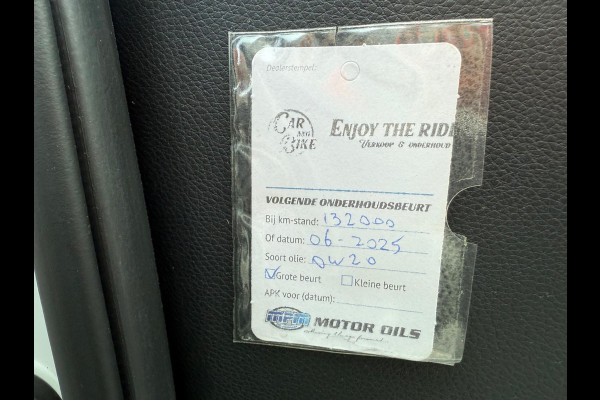 Dealerstempel:
CAR
AND
BIKE
ENJOY THE RIDE
VERKOOP & ONDERHOUD
VOLGENDE ONDERHOUDSBEURT
Bij km-stand: 132000
Of datum: 06-2025
Soort olie: 0W20
☑Grote beurt ☐Kleine beurt
APK voor (datum):
MOTOR OILS